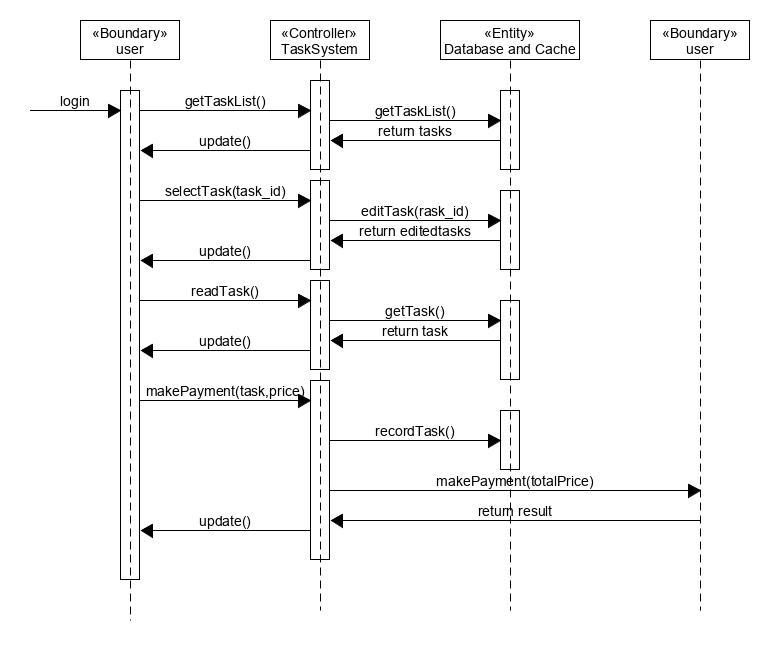 «Boundary»
user
«Controller»
TaskSystem
«Entity»
Database and Cache
«Boundary»
user
login
getTaskList()
getTaskList()
return tasks
update()
selectTask(task_id)
editTask(rask_id)
return editedtasks
update()
readTask()
getTask()
return task
update()
makePayment(task,price)
recordTask()
makePayment(totalPrice)
return result
update()